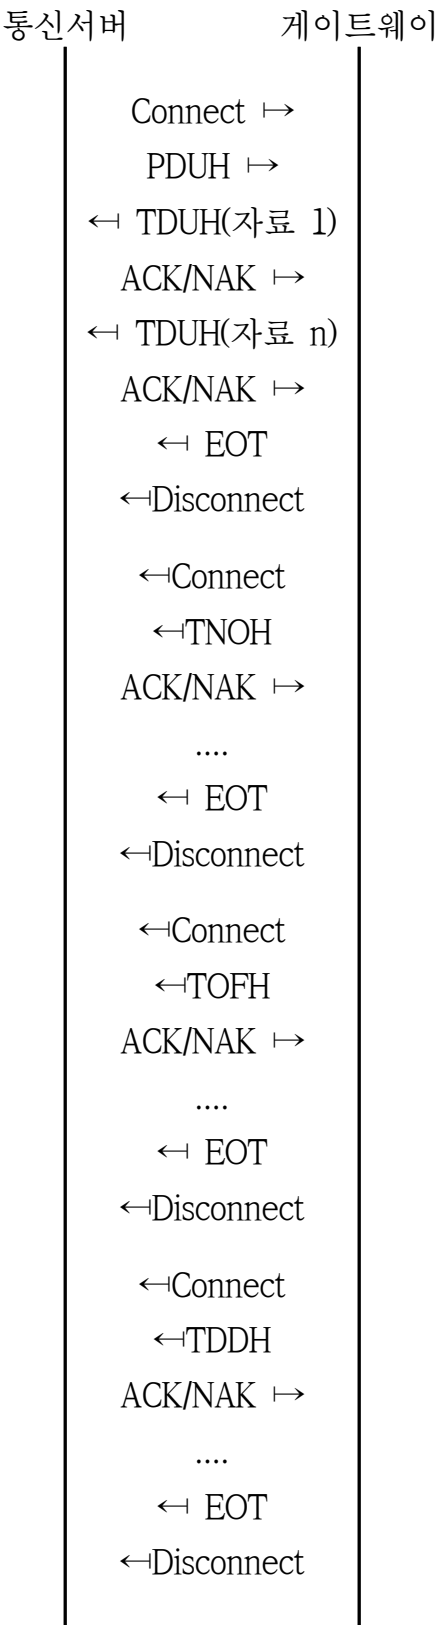 통신서버 게이트웨이
Connect ↦
PDUH ↦
↤ TDUH(자료 1)
ACK/NAK ↦
↤ TDUH(자료 n)
ACK/NAK ↦
↤ EOT
↤Disconnect
↤Connect
↤TNOH
ACK/NAK ↦
....
↤ EOT
↤Disconnect
↤Connect
↤TOFH
ACK/NAK ↦
....
↤ EOT
↤Disconnect
↤Connect
↤TDDH
ACK/NAK ↦
....
↤ EOT
↤Disconnect